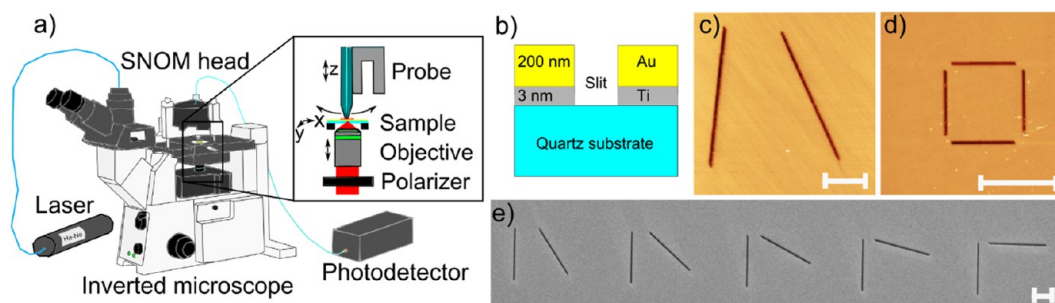 a)
SNOM head
Probe
Sample
Objective
Polarizer
z
x
y
Laser
He-Ne
Inverted microscope
Photodetector
b)
200 nm
Slit
Au
3 nm
Ti
Quartz substrate
c)
d)
e)